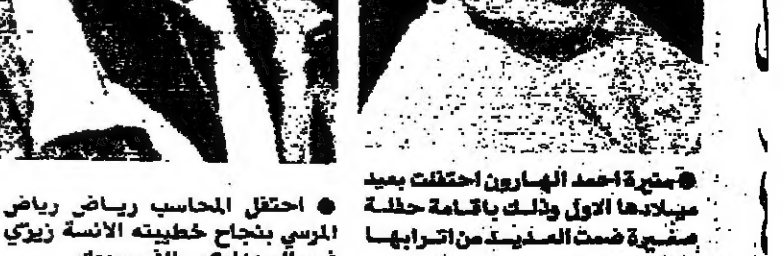 ● منيرة احمد الهارون احتفلت بعيد
ميلادها الاول وذلك باقامة حفلة
صغيرة ضمت العديد من اترابها
● احتفل المحاسب رياض رياض
المرسي بنجاح خطيبته الانسة زيزي